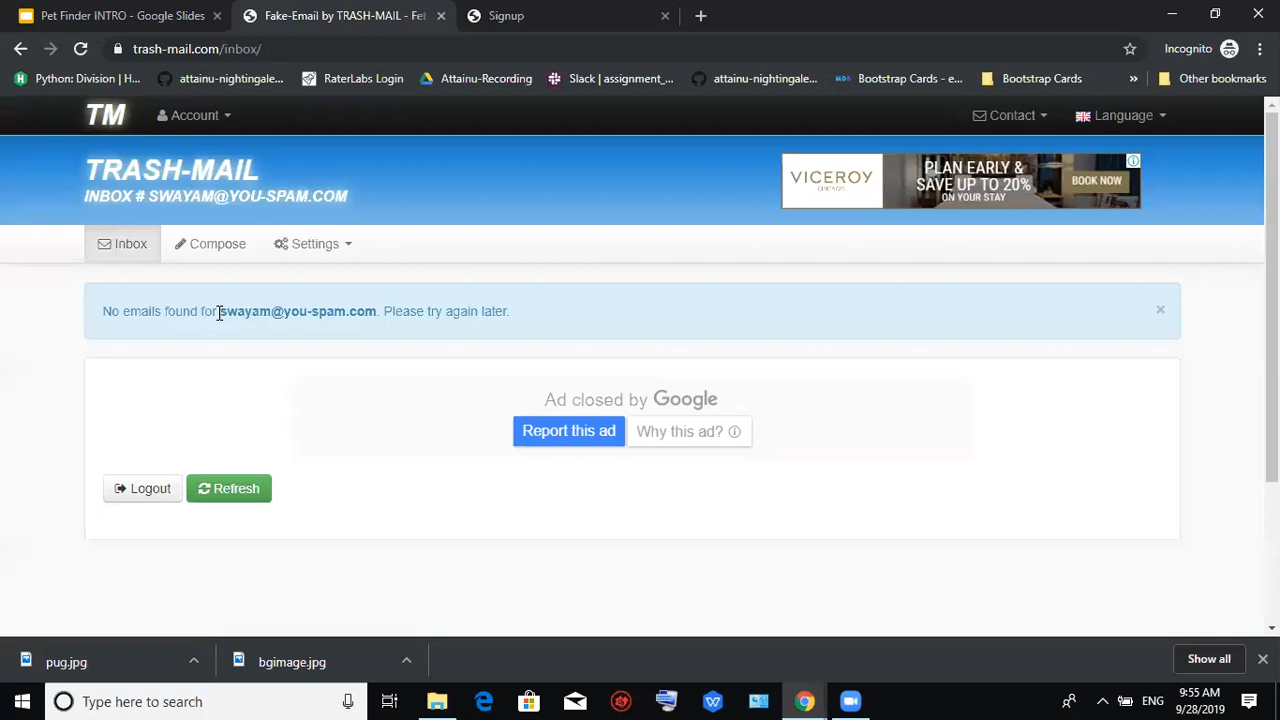 Pet Finder INTRO - Google Slides
Fake-Email by TRASH-MAIL - Fet
Signup
trash-mail.com/inbox/
Incognito
Python: Division | H...
attainu-nightingale...
RaterLabs Login
Attainu-Recording
Slack | assignment_...
attainu-nightingale...
Bootstrap Cards - e...
Bootstrap Cards
»
Other bookmarks
TM
Account
Contact
Language
TRASH-MAIL
INBOX # SWAYAM@YOU-SPAM.COM
VICEROY
CHICAGO
PLAN EARLY &
SAVE UP TO 20%
ON YOUR STAY
BOOK NOW
Inbox
Compose
Settings
No emails found for swayam@you-spam.com. Please try again later.
×
Ad closed by Google
Report this ad
Why this ad?
Logout
Refresh
pug.jpg
bgimage.jpg
Show all
Type here to search
ENG
9:55 AM
9/28/2019